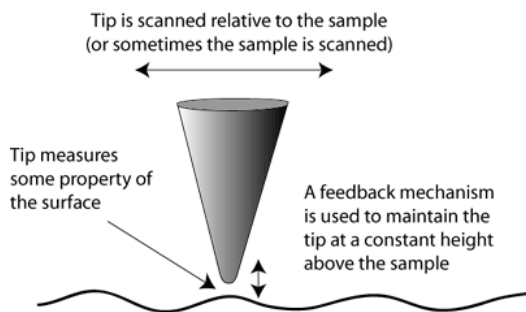 Tip is scanned relative to the sample
(or sometimes the sample is scanned)
Tip measures
some property of
the surface
A feedback mechanism
is used to maintain the
tip at a constant height
above the sample